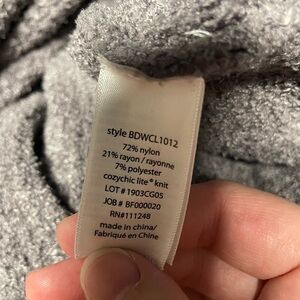 style BDWCL1012
72% nylon
21% rayon / rayonne
7% polyester
cozychic lite® knit
LOT # 1903CG05
JOB # BF000020
RN#111248
made in china/
Fabriqué en Chine